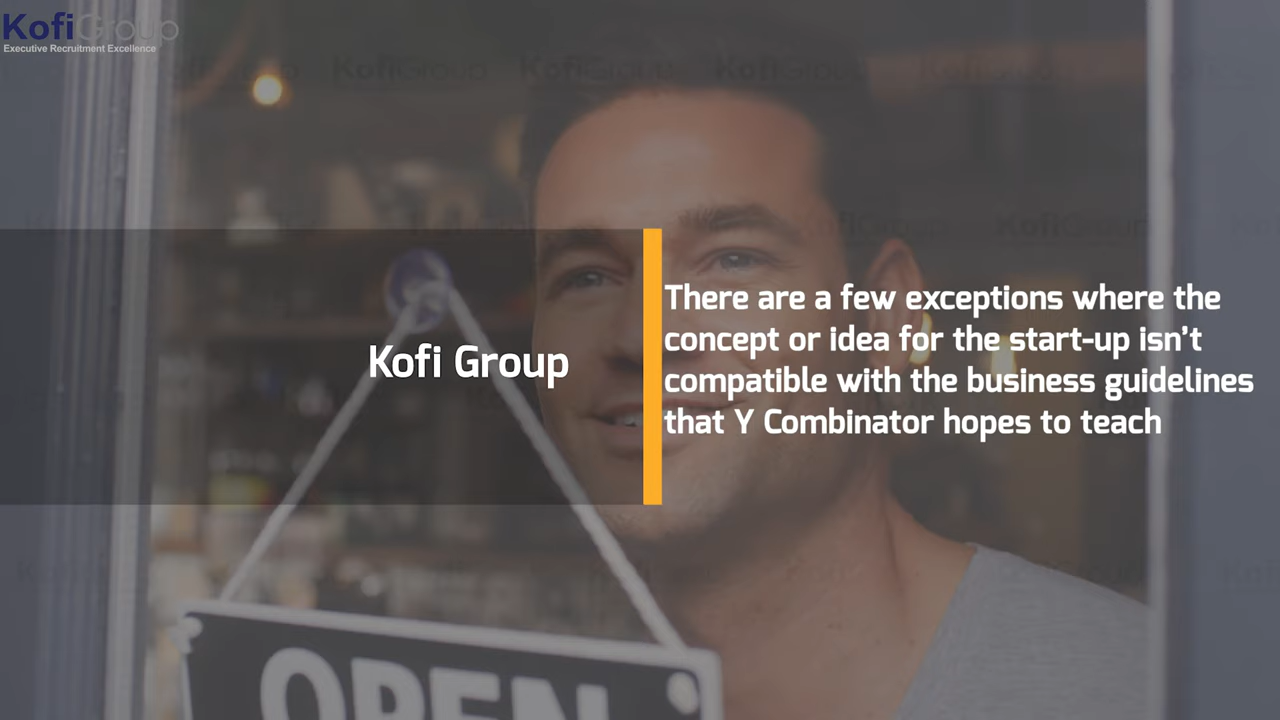 KofiGroup
Executive Recruitment Excellence
Kofi Group
There are a few exceptions where the
concept or idea for the start-up isn’t
compatible with the business guidelines
that Y Combinator hopes to teach
OPEN